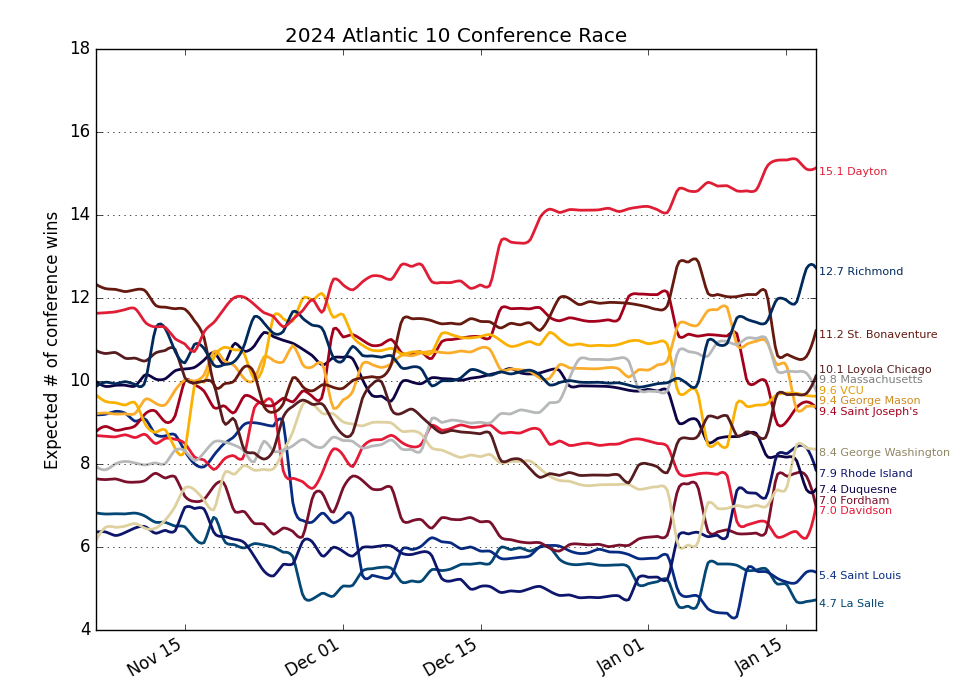 2024 Atlantic 10 Conference Race
Expected # of conference wins
18
16
14
12
10
8
6
4
Nov 15
Dec 01
Dec 15
Jan 01
Jan 15
15.1 Dayton
12.7 Richmond
11.2 St. Bonaventure
10.1 Loyola Chicago
9.8 Massachusetts
9.6 VCU
9.4 George Mason
9.4 Saint Joseph's
8.4 George Washington
7.9 Rhode Island
7.4 Duquesne
7.0 Fordham
7.0 Davidson
5.4 Saint Louis
4.7 La Salle